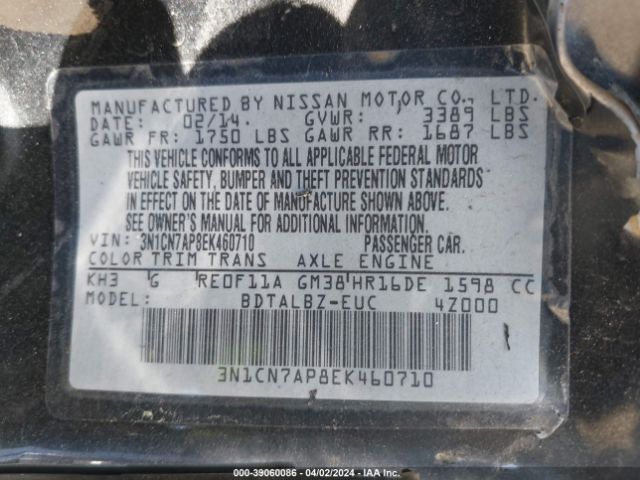 MANUFACTURED BY NISSAN MOTOR CO., LTD.
DATE: 02/14. GVWR: 3389 LBS
GAWR FR: 1750 LBS GAWR RR: 1687 LBS
THIS VEHICLE CONFORMS TO ALL APPLICABLE FEDERAL MOTOR
VEHICLE SAFETY, BUMPER AND THEFT PREVENTION STANDARDS
IN EFFECT ON THE DATE OF MANUFACTURE SHOWN ABOVE.
SEE OWNER'S MANUAL FOR ADDITIONAL INFORMATION.
VIN: 3N1CN7AP8EK460710 PASSENGER CAR.
COLOR TRIM TRANS AXLE ENGINE
KH3 G RE0F11A GM38 HR16DE 1598 CC
MODEL: BDTALBZ-EUC 4Z000
3N1CN7AP8EK460710
000-39060086 - 04/02/2024 - IAA Inc.